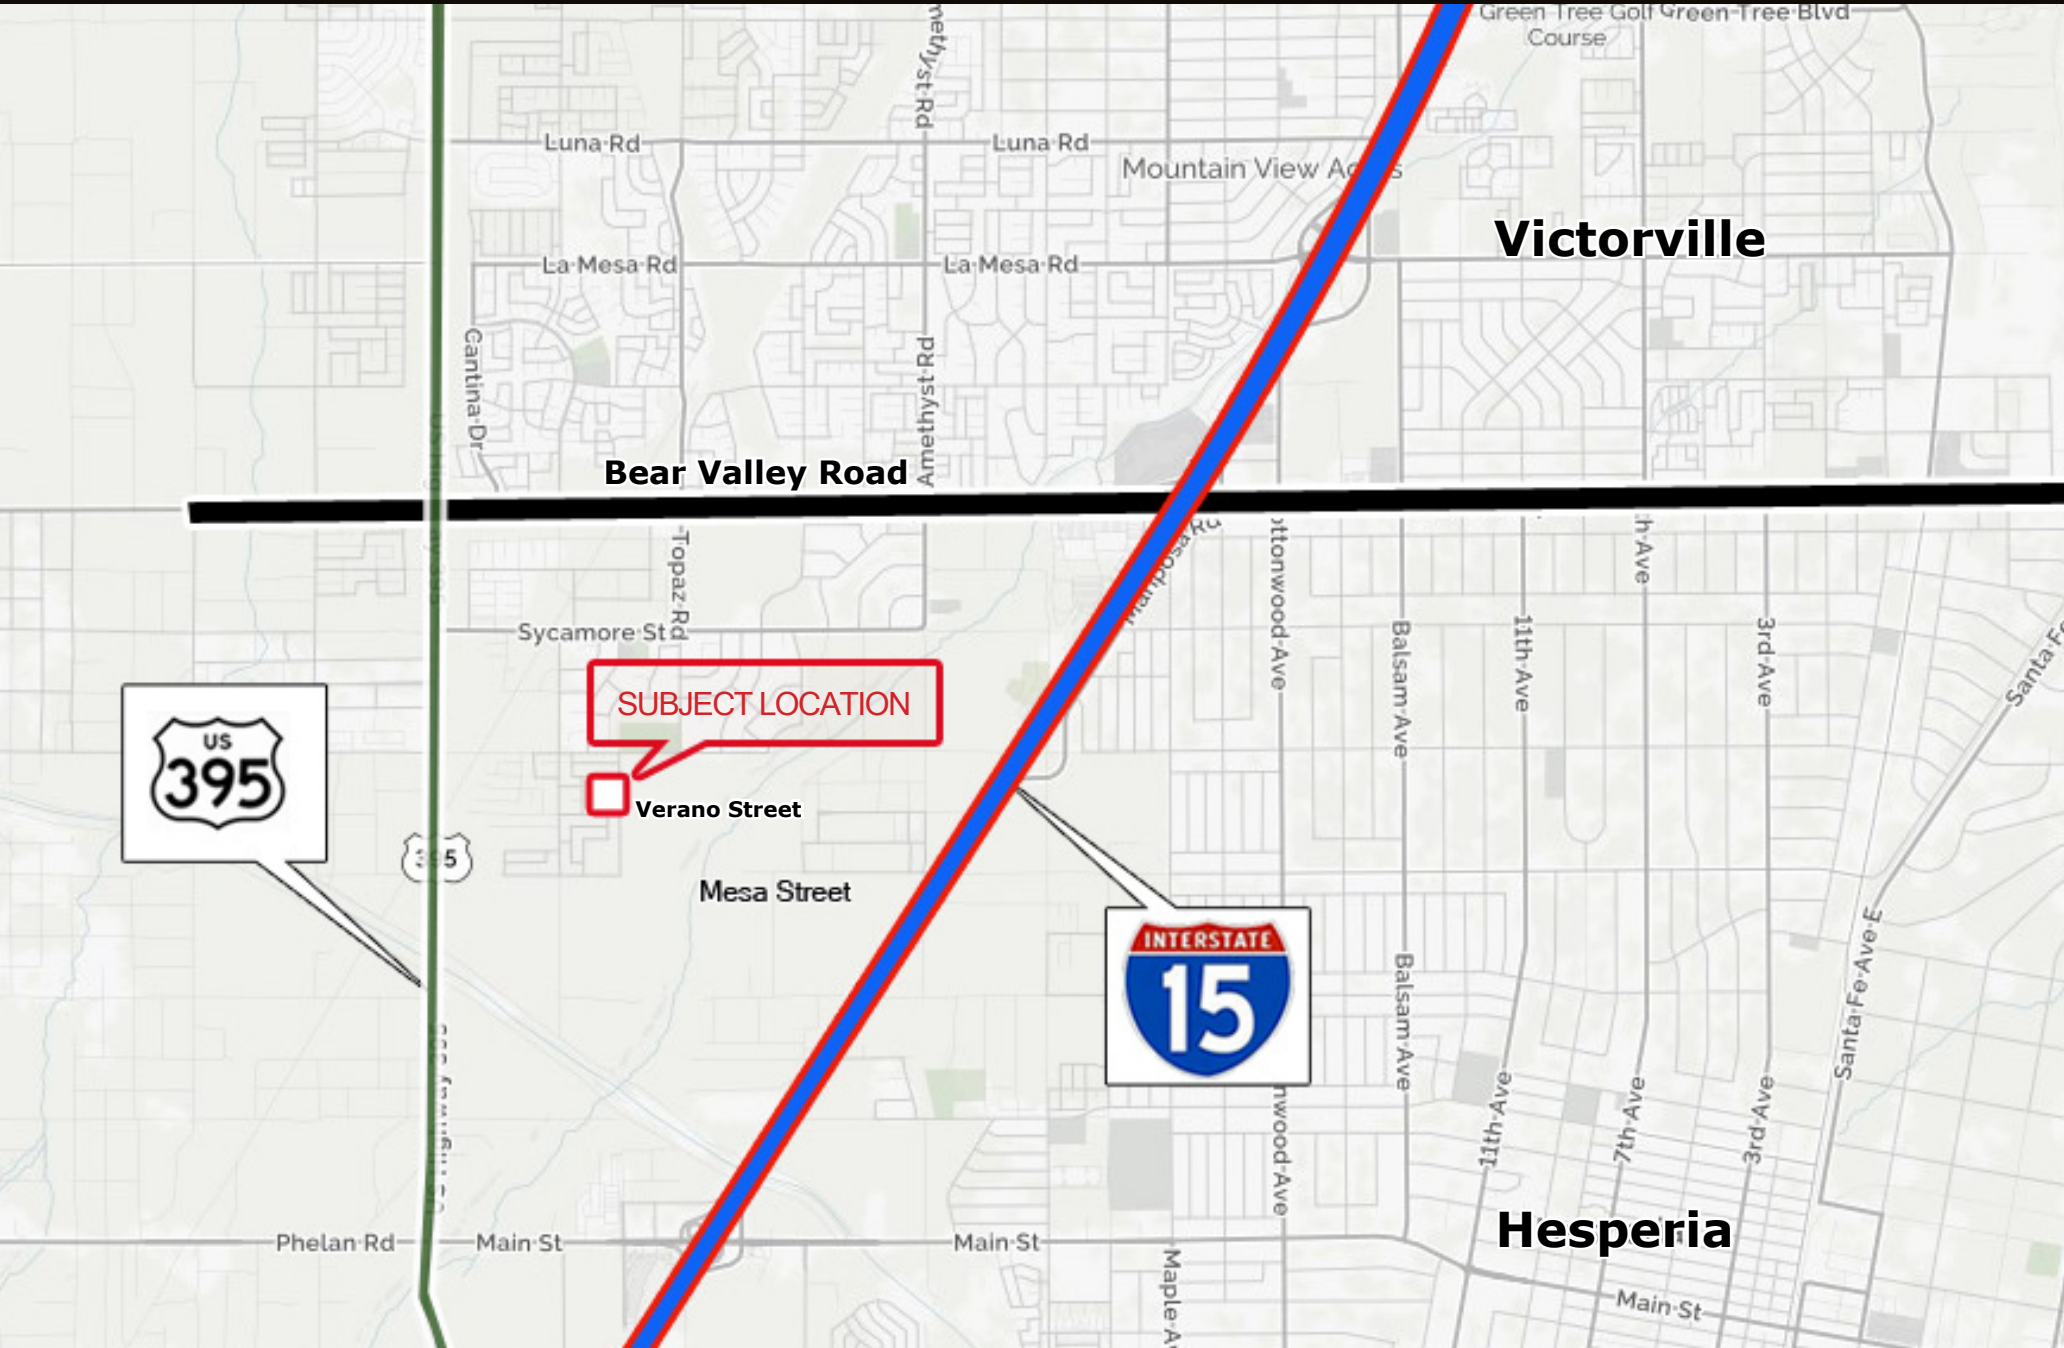 Green Tree Golf
Course
Green Tree Blvd
Luna Rd
Luna Rd
Mountain View
Victorville
La Mesa Rd
La Mesa Rd
Cantina Dr
Amethyst Rd
Bear Valley Road
Mariposa Rd
Topaz Rd
Sycamore St
Balsam Ave
11th Ave
3rd Ave
SUBJECT LOCATION
US
395
Verano Street
395
Mesa Street
INTERSTATE
15
Balsam Ave
Santa Fe Ave E
11th Ave
7th Ave
3rd Ave
Phelan Rd
Main St
Main St
Hesperia
Main St